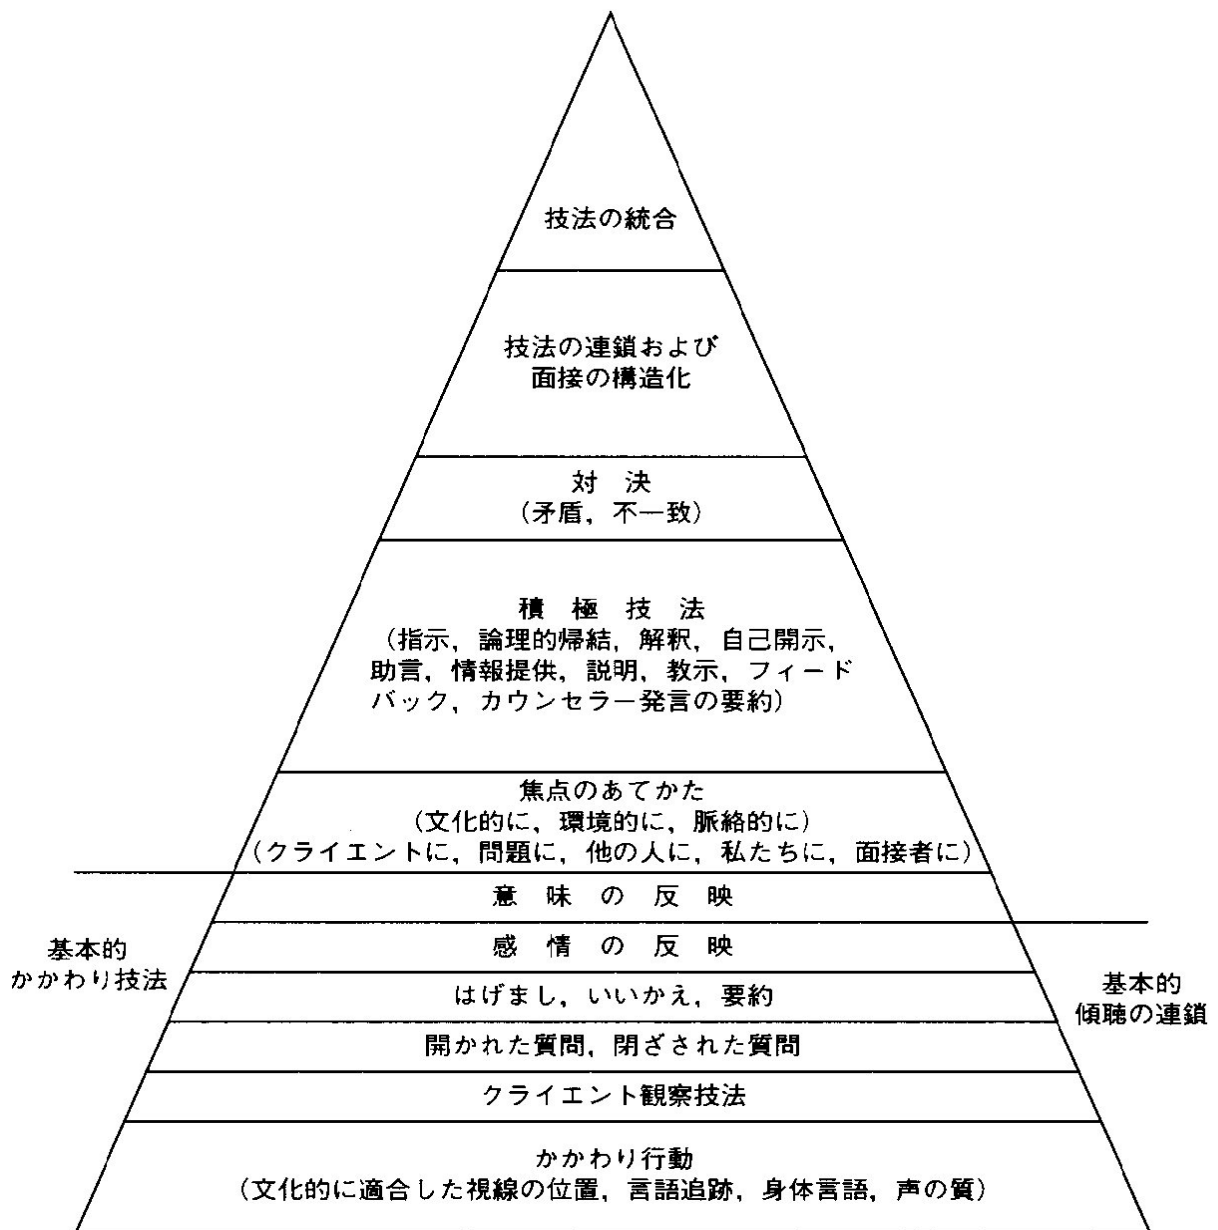 技法の統合
技法の連鎖および
面接の構造化
対 決
（矛盾，不一致）
積 極 技 法
（指示，論理的帰結，解釈，自己開示，
助言，情報提供，説明，教示，フィード
バック，カウンセラー発言の要約）
焦点のあてかた
（文化的に，環境的に，脈絡的に）
（クライエントに，問題に，他の人に，私たちに，面接者に）
意 味 の 反 映
感 情 の 反 映
はげまし，いいかえ，要約
開かれた質問，閉ざされた質問
クライエント観察技法
かかわり行動
（文化的に適合した視線の位置，言語追跡，身体言語，声の質）
基本的
かかわり技法
基本的
傾聴の連鎖